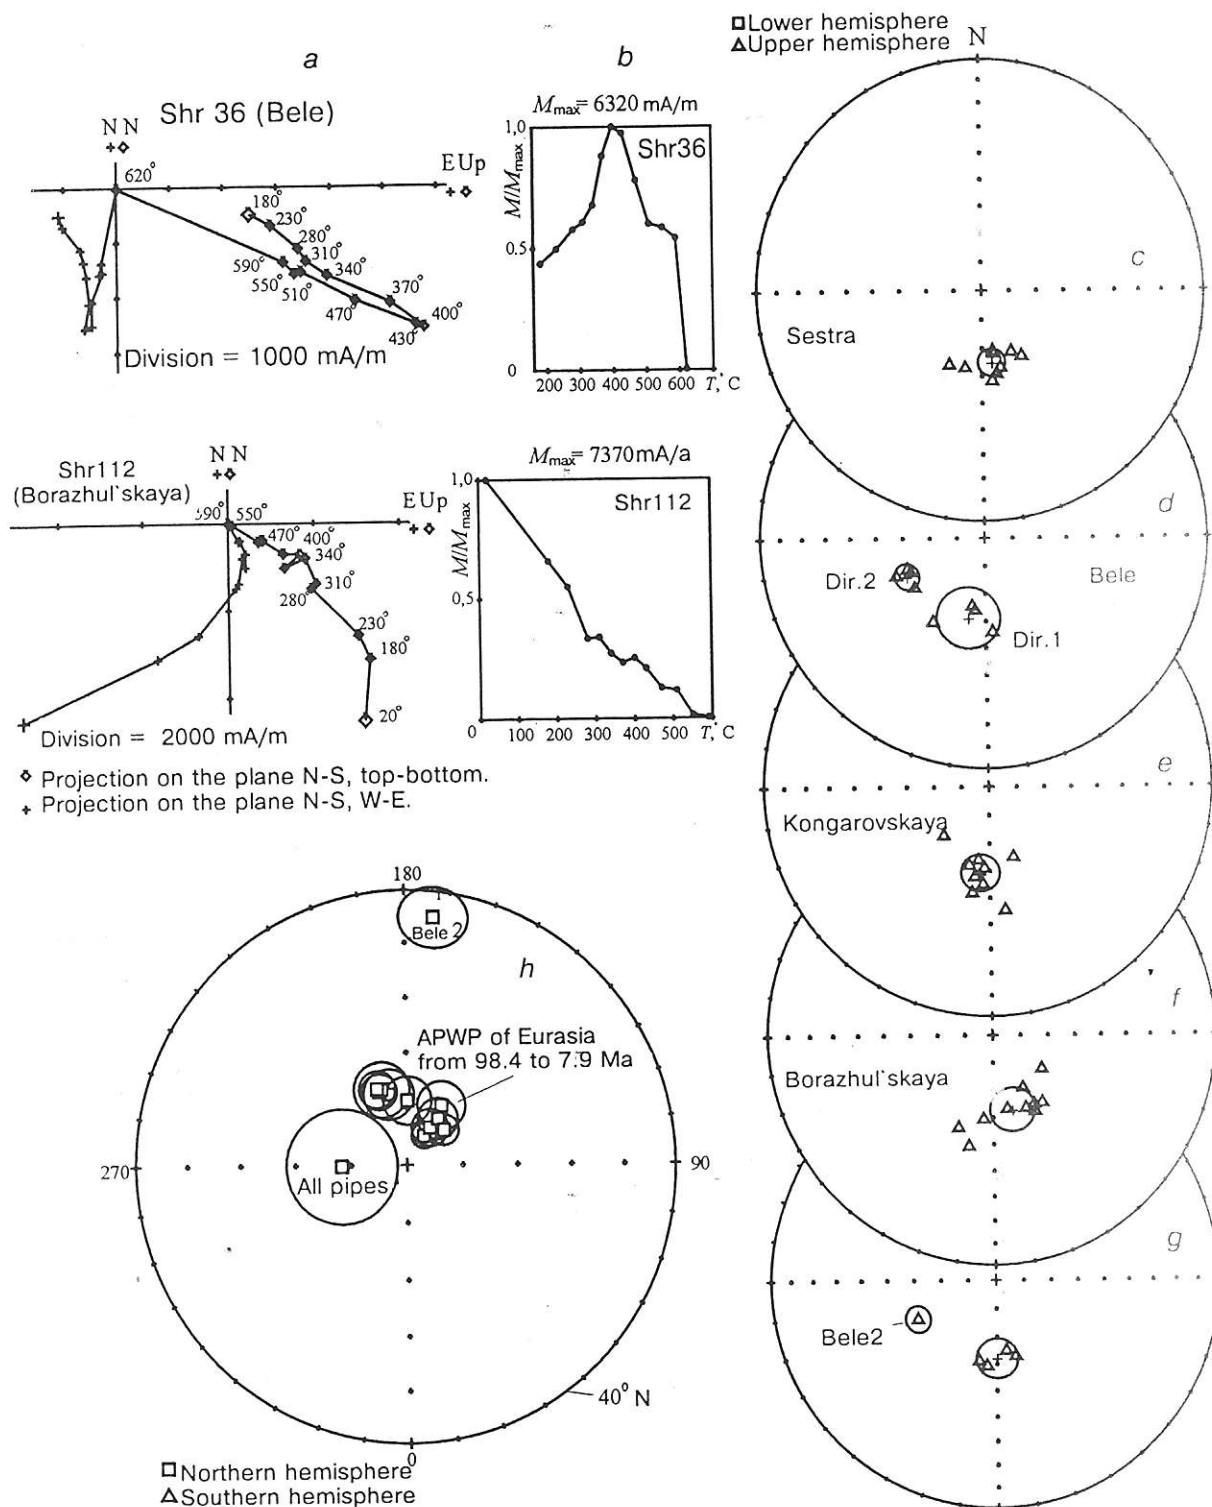 □Lower hemisphere
△Upper hemisphere
a
b
N
Shr 36 (Bele)
M_max= 6320 mA/m
N N
E Up
620°
180°
230°
280°
310°
590°
340°
550°
510°
370°
470°
400°
430°
Division = 1000 mA/m
1,0
Shr36
M/M_max
0,5
0
200 300 400 500 600 T,°C
c
Sestra
d
Dir.2
Bele
Dir.1
Shr112
(Borazhul`skaya)
N N
E Up
590°
550°
470°
400°
340°
310°
280°
230°
180°
20°
Division = 2000 mA/m
M_max= 7370mA/a
1,0
Shr112
M/M_max
0,5
0
100 200 300 400 500 T,°C
◇ Projection on the plane N-S, top-bottom.
+ Projection on the plane N-S, W-E.
e
Kongarovskaya
f
Borazhul`skaya
g
Bele2
180
Bele 2
h
APWP of Eurasia
from 98.4 to 7.9 Ma
270
90
All pipes
40°N
0
□Northern hemisphere
△Southern hemisphere